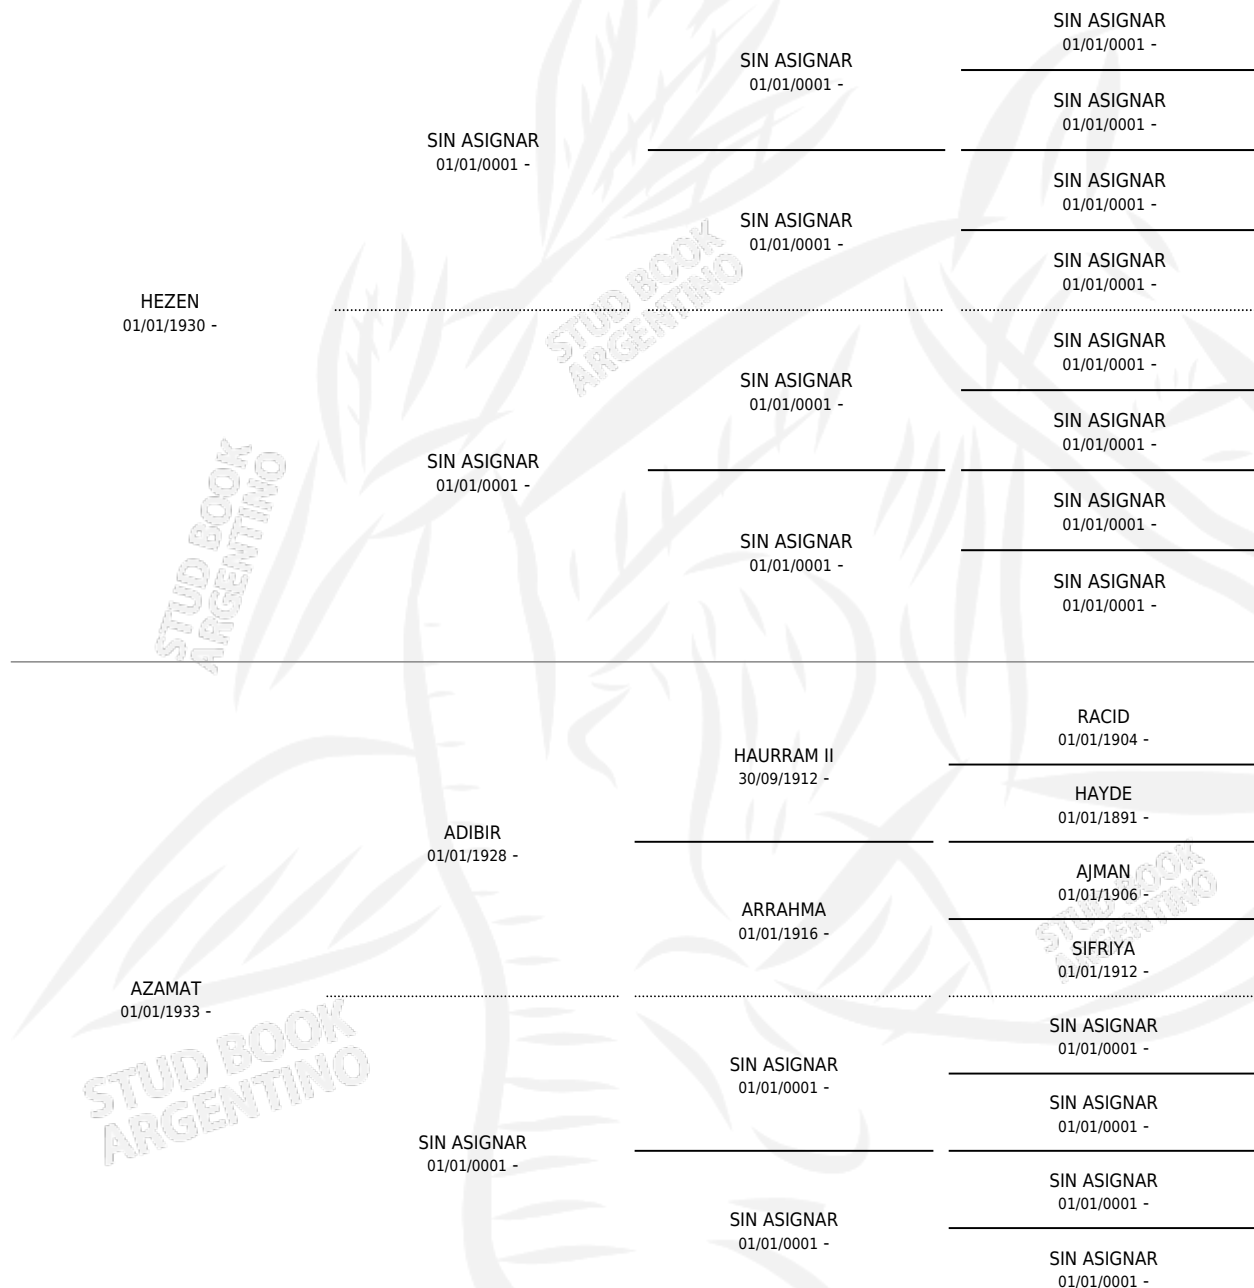 SIN ASIGNAR
01/01/0001 -
SIN ASIGNAR
01/01/0001 -
SIN ASIGNAR
01/01/0001 -
SIN ASIGNAR
01/01/0001 -
SIN ASIGNAR
01/01/0001 -
SIN ASIGNAR
01/01/0001 -
SIN ASIGNAR
01/01/0001 -
STUD BOOK
ARGENTINO
HEZEN
01/01/1930 -
SIN ASIGNAR
01/01/0001 -
SIN ASIGNAR
01/01/0001 -
SIN ASIGNAR
01/01/0001 -
SIN ASIGNAR
01/01/0001 -
SIN ASIGNAR
01/01/0001 -
SIN ASIGNAR
01/01/0001 -
SIN ASIGNAR
01/01/0001 -
STUD BOOK
ARGENTINO
RACID
01/01/1904 -
HAURRAM II
30/09/1912 -
HAYDE
01/01/1891 -
ADIBIR
01/01/1928 -
AJMAN
01/01/1906 -
ARRAHMA
01/01/1916 -
STUD BOOK
ARGENTINO
SIFRIYA
01/01/1912 -
AZAMAT
01/01/1933 -
SIN ASIGNAR
01/01/0001 -
SIN ASIGNAR
01/01/0001 -
STUD BOOK
ARGENTINO
SIN ASIGNAR
01/01/0001 -
SIN ASIGNAR
01/01/0001 -
SIN ASIGNAR
01/01/0001 -
SIN ASIGNAR
01/01/0001 -
SIN ASIGNAR
01/01/0001 -